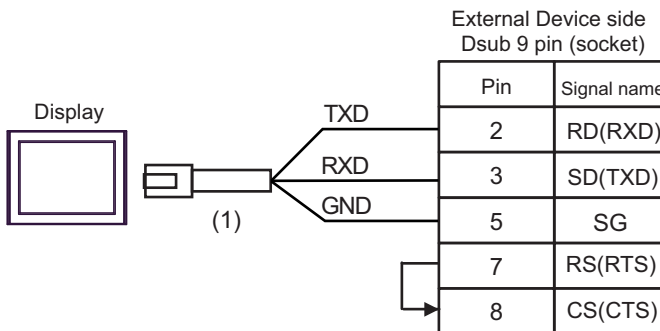 External Device side
Dsub 9 pin (socket)
Pin
Signal name
Display
TXD
2
RD(RXD)
RXD
3
SD(TXD)
(1)
GND
5
SG
7
RS(RTS)
8
CS(CTS)